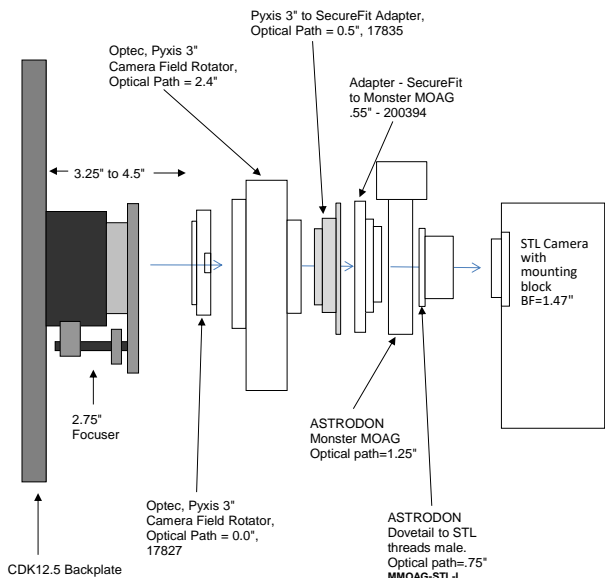 Pyxis 3" to SecureFit Adapter,
Optical Path = 0.5", 17835
Optec, Pyxis 3"
Camera Field Rotator,
Optical Path = 2.4"
Adapter - SecureFit
to Monster MOAG
.55" - 200394
3.25" to 4.5"
STL Camera
with
mounting
block
BF=1.47"
2.75"
Focuser
ASTRODON
Monster MOAG
Optical path=1.25"
Optec, Pyxis 3"
Camera Field Rotator,
Optical Path = 0.0",
17827
ASTRODON
Dovetail to STL
threads male.
Optical path=.75"
MMOAG-STL-I
CDK12.5 Backplate